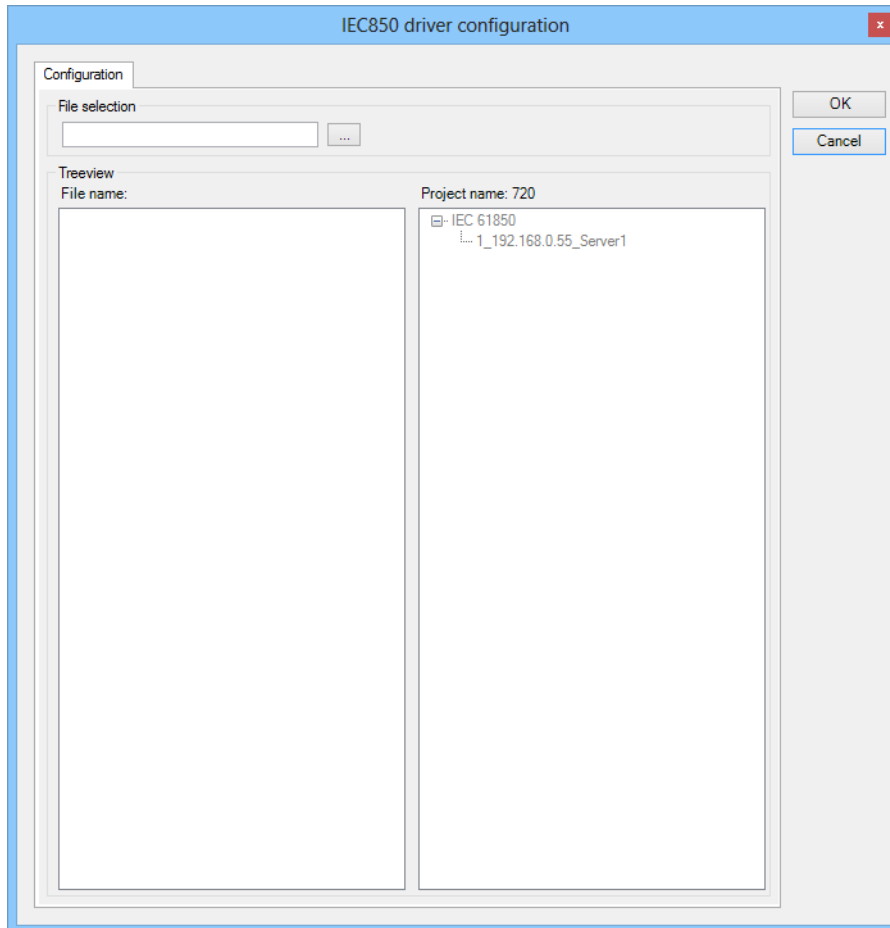 IEC850 driver configuration
x
Configuration
File selection
...
OK
Cancel
Treeview
File name:
Project name: 720
IEC 61850
1_192.168.0.55_Server1